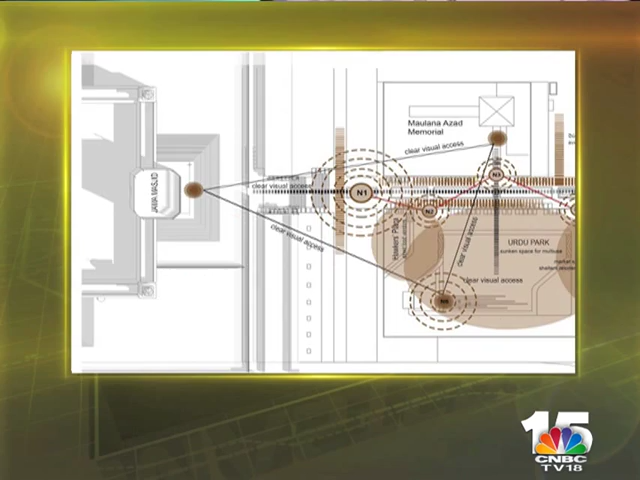 Maulana Azad
Memorial
clear visual access
clear visual access
JAMA MASJID
N1
N3
N2
clear visual access
clear visual access
URDU PARK
sunken space for multiuse
clear visual access
15
CNBC
TV18